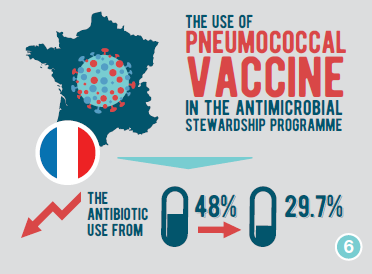 THE USE OF
PNEUMOCOCCAL
VACCINE
IN THE ANTIMICROBIAL
STEWARDSHIP PROGRAMME
THE
ANTIBIOTIC
USE FROM
48%
29.7%
6